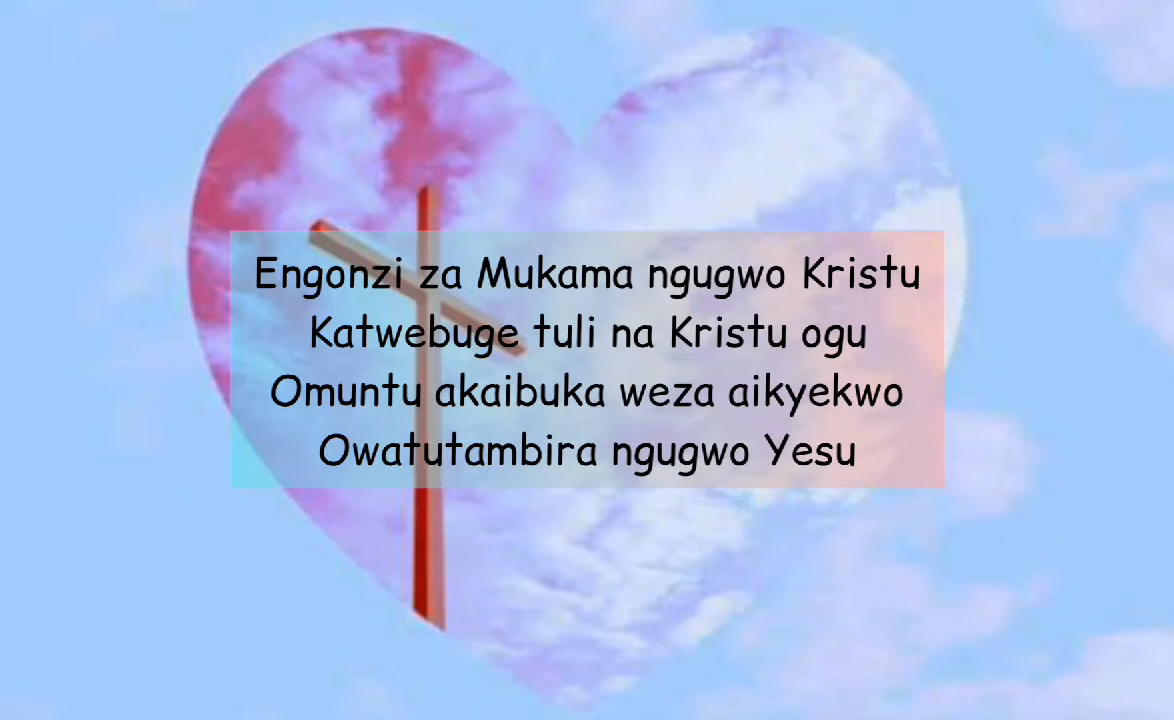 Engonzi za Mukama ngugwo Kristu
Katwebuge tuli na Kristu ogu
Omuntu akaibuka weza aikyekwo
Owatutambira ngugwo Yesu